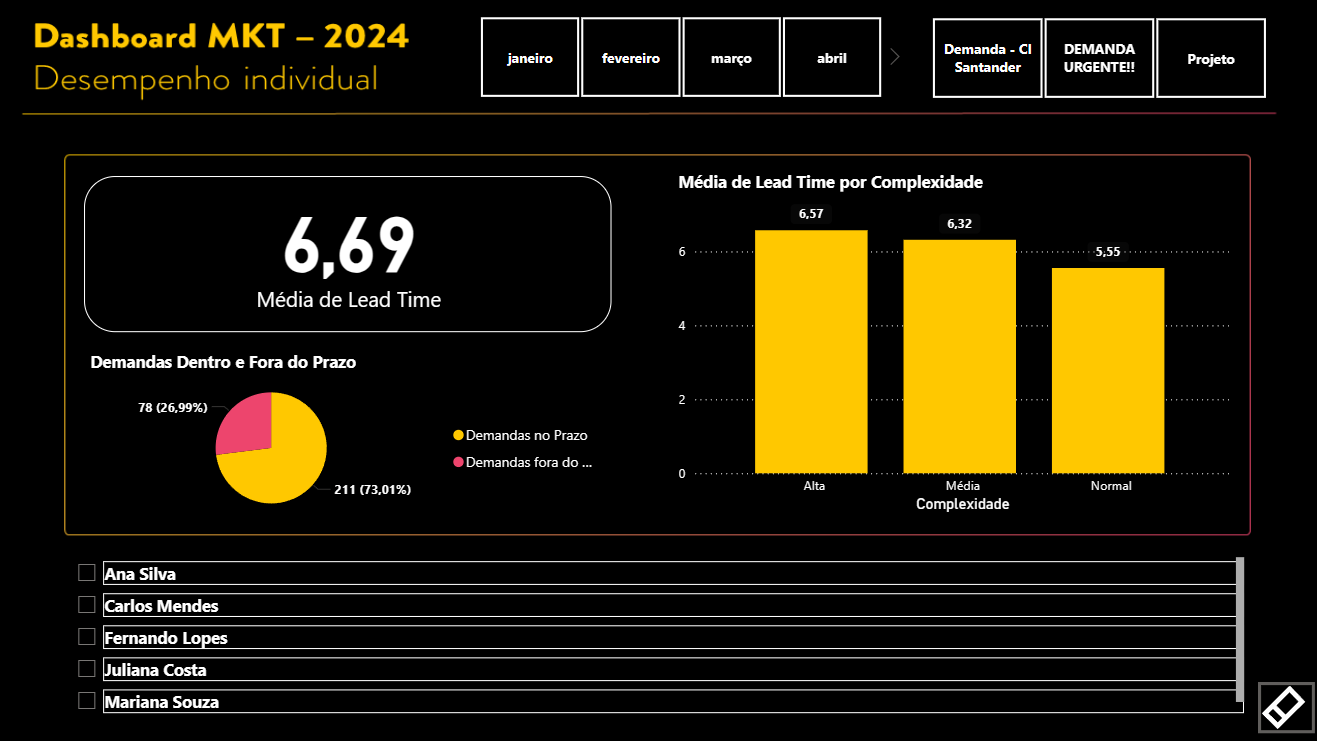 Dashboard MKT – 2024
Desempenho individual
janeiro
fevereiro
março
abril
Demanda - CI
Santander
DEMANDA
URGENTE!!
Projeto
6,69
Média de Lead Time
Demandas Dentro e Fora do Prazo
78 (26,99%)
211 (73,01%)
Demandas no Prazo
Demandas fora do ...
Média de Lead Time por Complexidade
6,57
6,32
5,55
6
4
2
0
Alta
Média
Normal
Complexidade
Ana Silva
Carlos Mendes
Fernando Lopes
Juliana Costa
Mariana Souza